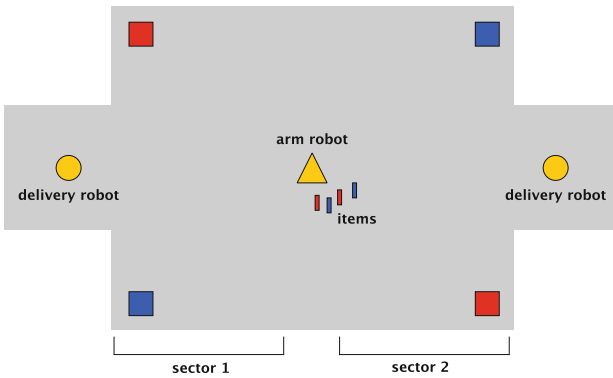 arm robot
delivery robot
delivery robot
items
sector 1
sector 2